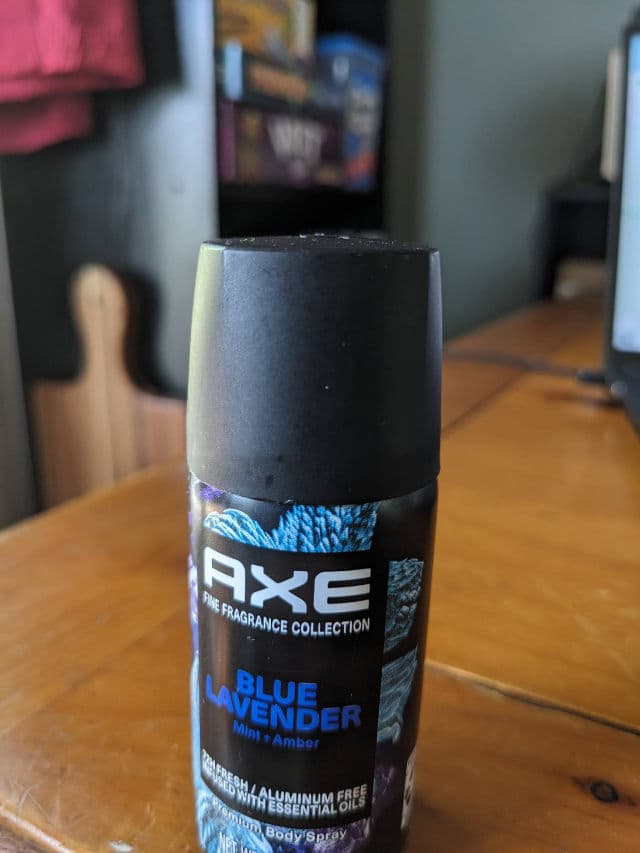 AXE
FINE FRAGRANCE COLLECTION
BLUE
LAVENDER
Mint + Amber
72H FRESH / ALUMINUM FREE
INFUSED WITH ESSENTIAL OILS
Premium Body Spray